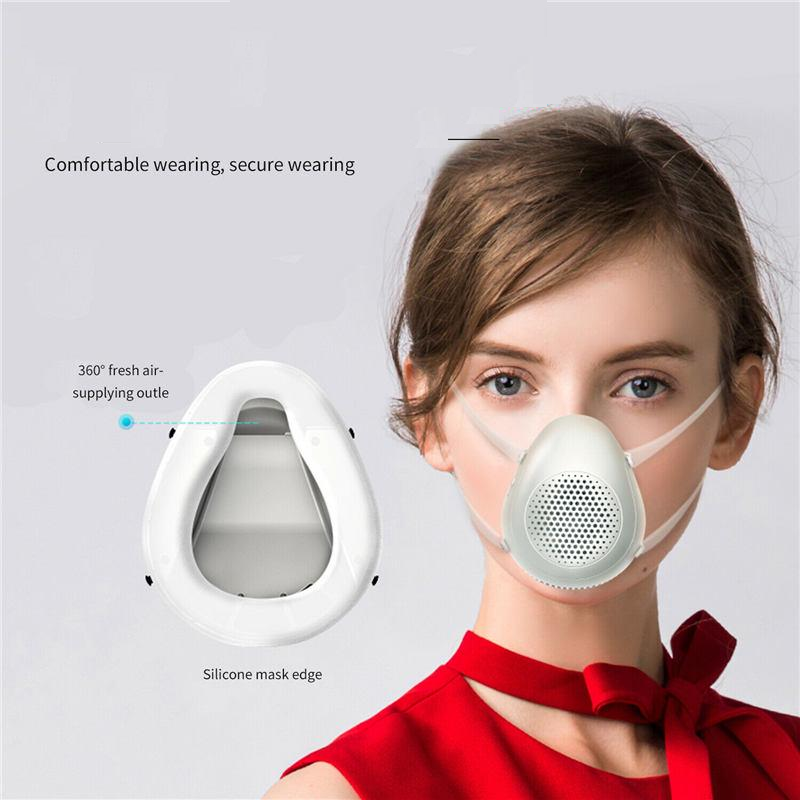 Comfortable wearing, secure wearing
360° fresh air-
supplying outle
Silicone mask edge